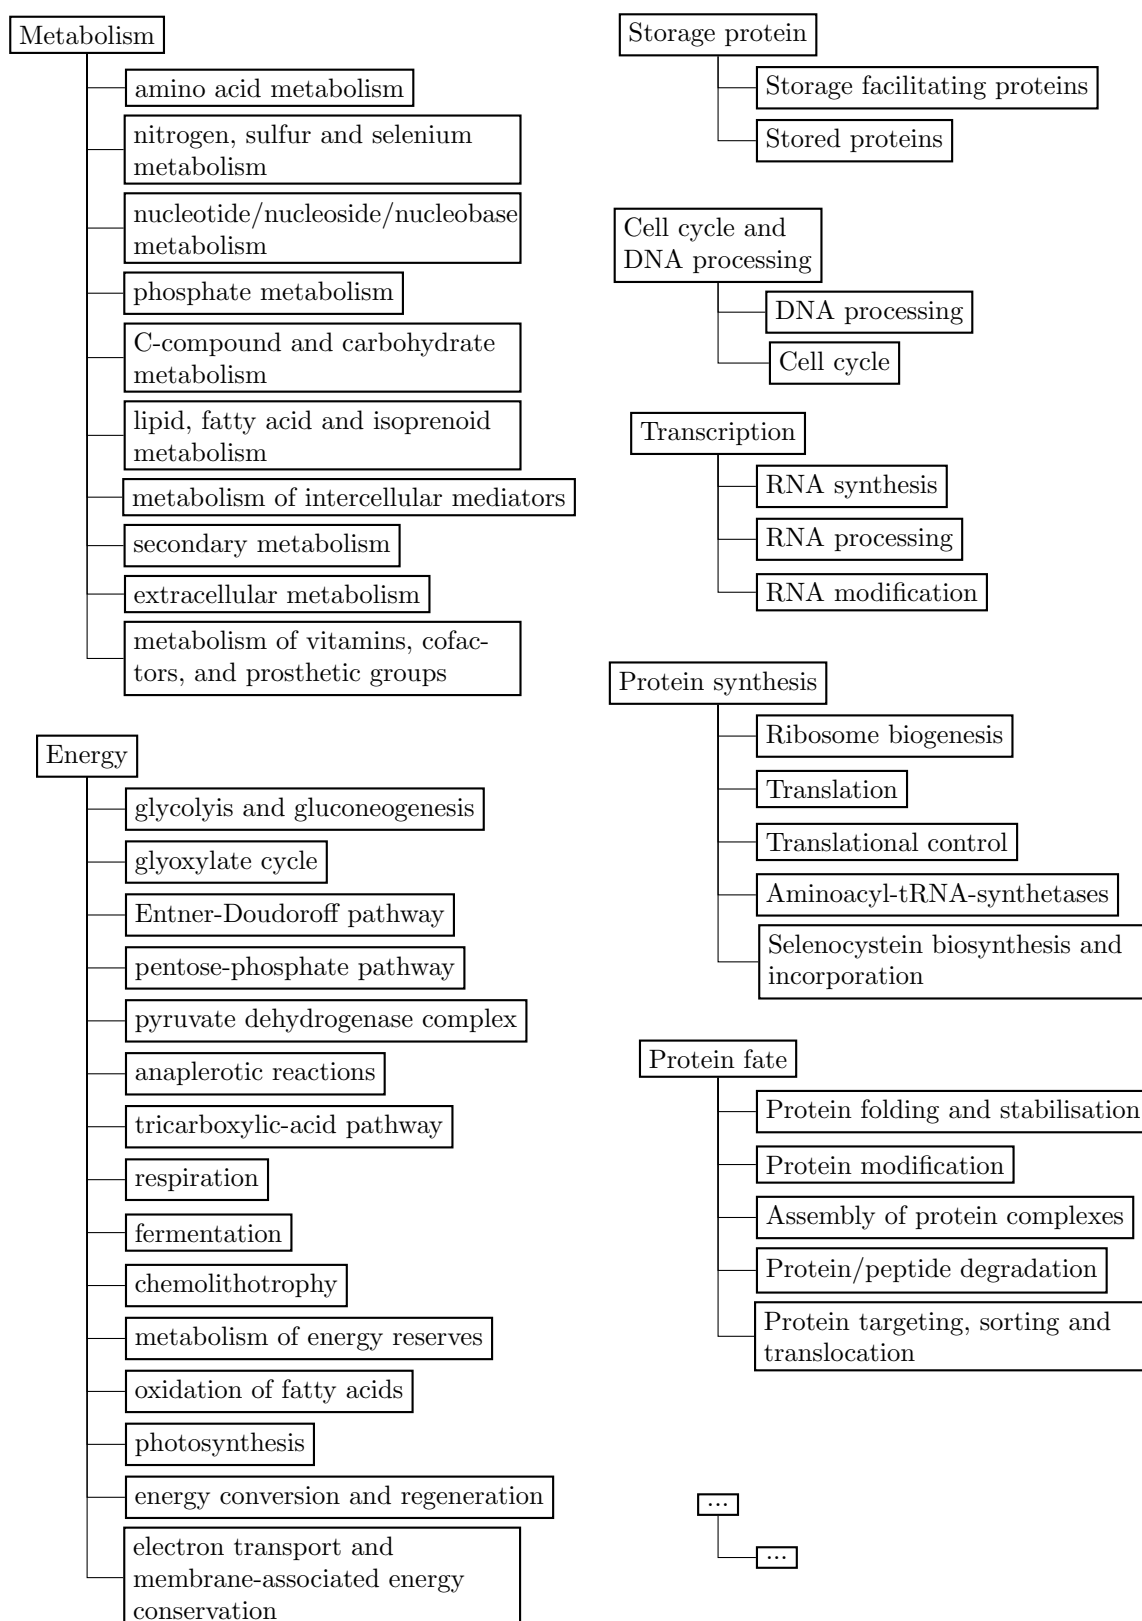 Metabolism
amino acid metabolism
nitrogen, sulfur and selenium
metabolism
nucleotide/nucleoside/nucleobase
metabolism
phosphate metabolism
C-compound and carbohydrate
metabolism
lipid, fatty acid and isoprenoid
metabolism
metabolism of intercellular mediators
secondary metabolism
extracellular metabolism
metabolism of vitamins, cofac-
tors, and prosthetic groups
Energy
glycolyis and gluconeogenesis
glyoxylate cycle
Entner-Doudoroff pathway
pentose-phosphate pathway
pyruvate dehydrogenase complex
anaplerotic reactions
tricarboxylic-acid pathway
respiration
fermentation
chemolithotrophy
metabolism of energy reserves
oxidation of fatty acids
photosynthesis
energy conversion and regeneration
electron transport and
membrane-associated energy
conservation
Storage protein
Storage facilitating proteins
Stored proteins
Cell cycle and
DNA processing
DNA processing
Cell cycle
Transcription
RNA synthesis
RNA processing
RNA modification
Protein synthesis
Ribosome biogenesis
Translation
Translational control
Aminoacyl-tRNA-synthetases
Selenocystein biosynthesis and
incorporation
Protein fate
Protein folding and stabilisation
Protein modification
Assembly of protein complexes
Protein/peptide degradation
Protein targeting, sorting and
translocation
...
...